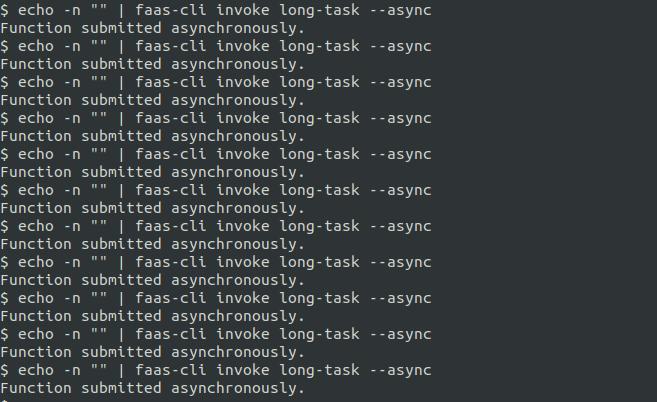 $ echo -n "" | faas-cli invoke long-task --async
Function submitted asynchronously.
$ echo -n "" | faas-cli invoke long-task --async
Function submitted asynchronously.
$ echo -n "" | faas-cli invoke long-task --async
Function submitted asynchronously.
$ echo -n "" | faas-cli invoke long-task --async
Function submitted asynchronously.
$ echo -n "" | faas-cli invoke long-task --async
Function submitted asynchronously.
$ echo -n "" | faas-cli invoke long-task --async
Function submitted asynchronously.
$ echo -n "" | faas-cli invoke long-task --async
Function submitted asynchronously.
$ echo -n "" | faas-cli invoke long-task --async
Function submitted asynchronously.
$ echo -n "" | faas-cli invoke long-task --async
Function submitted asynchronously.
$ echo -n "" | faas-cli invoke long-task --async
Function submitted asynchronously.
$ echo -n "" | faas-cli invoke long-task --async
Function submitted asynchronously.